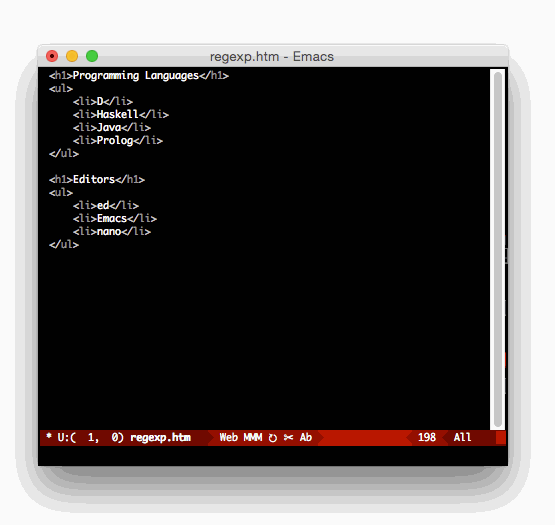 regexp.htm - Emacs
<h1>Programming Languages</h1>
<ul>
    <li>D</li>
    <li>Haskell</li>
    <li>Java</li>
    <li>Prolog</li>
</ul>

<h1>Editors</h1>
<ul>
    <li>ed</li>
    <li>Emacs</li>
    <li>nano</li>
</ul>
* U:(  1,  0) regexp.htm Web MMM ↻ ✂ Ab 198 All